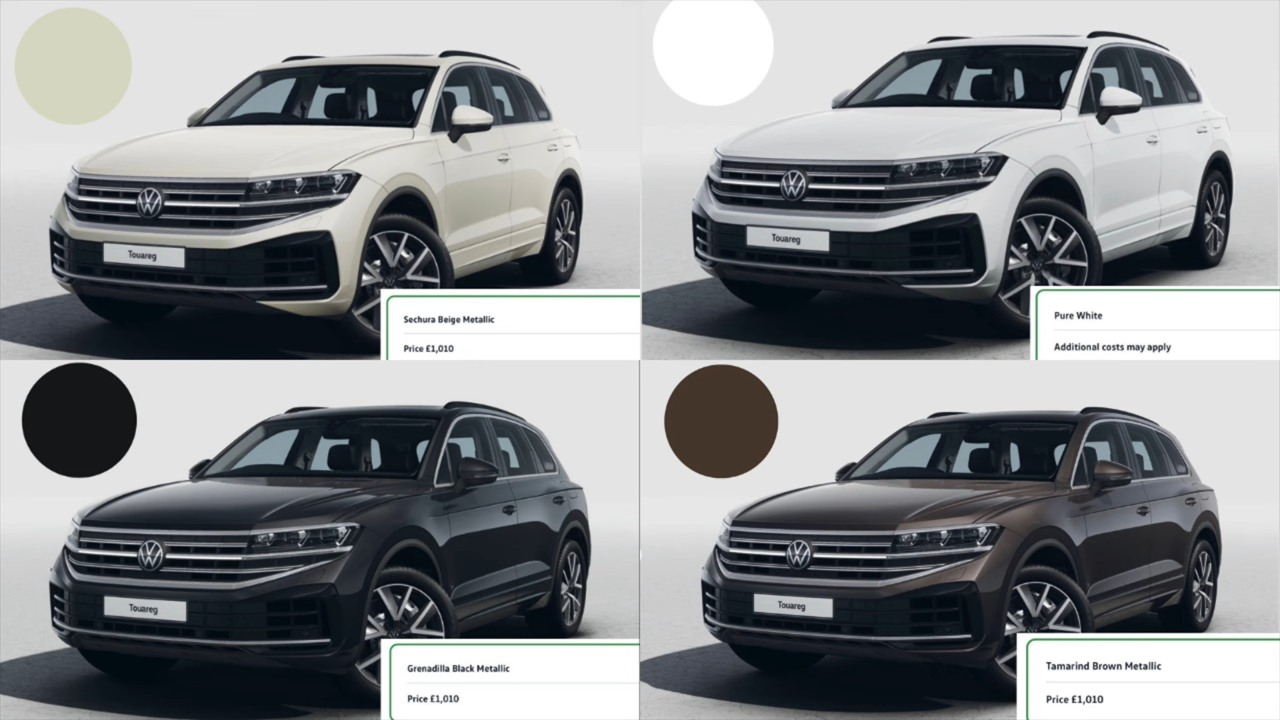 Touareg
Sechura Beige Metallic
Price £1,010
Touareg
Pure White
Additional costs may apply
Touareg
Grenadilla Black Metallic
Price £1,010
Touareg
Tamarind Brown Metallic
Price £1,010